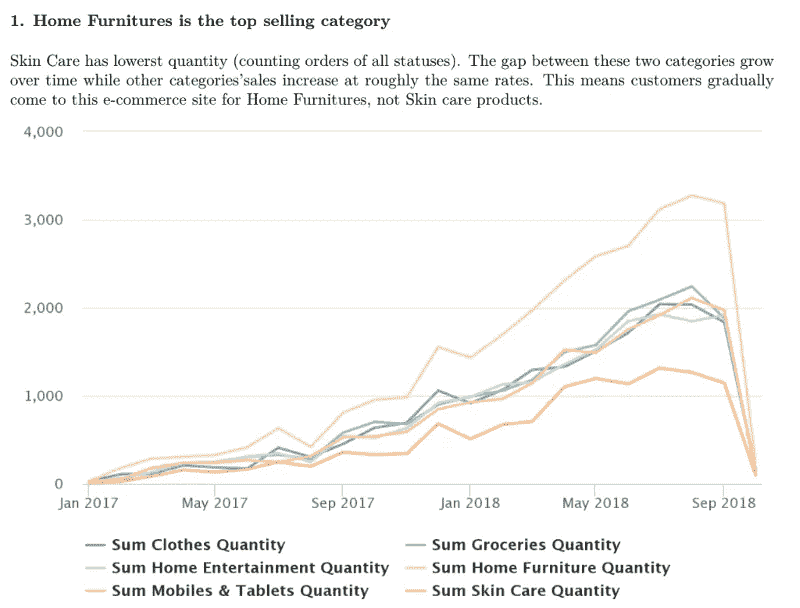 1. Home Furnitures is the top selling category
Skin Care has lowerst quantity (counting orders of all statuses). The gap between these two categories grow
over time while other categories'sales increase at roughly the same rates. This means customers gradually
come to this e-commerce site for Home Furnitures, not Skin care products.
4,000
3,000
2,000
1,000
0
Jan 2017 May 2017 Sep 2017 Jan 2018 May 2018 Sep 2018
Sum Clothes Quantity Sum Groceries Quantity
Sum Home Entertainment Quantity Sum Home Furniture Quantity
Sum Mobiles & Tablets Quantity Sum Skin Care Quantity